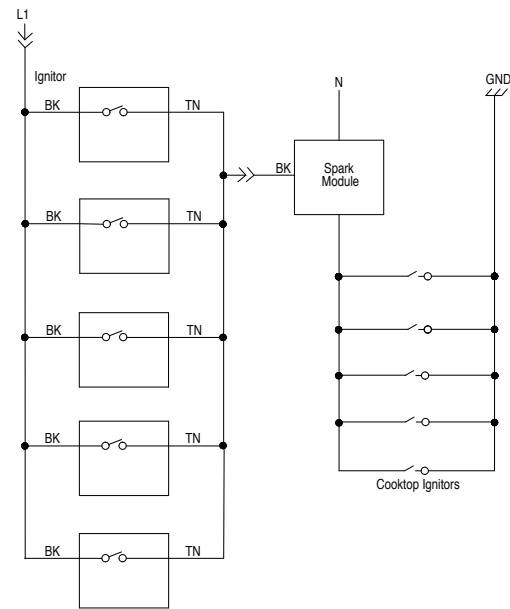 L1
Ignitor
BK
TN
N
GND
BK
Spark
Module
BK
TN
BK
TN
BK
TN
Cooktop Ignitors
BK
TN